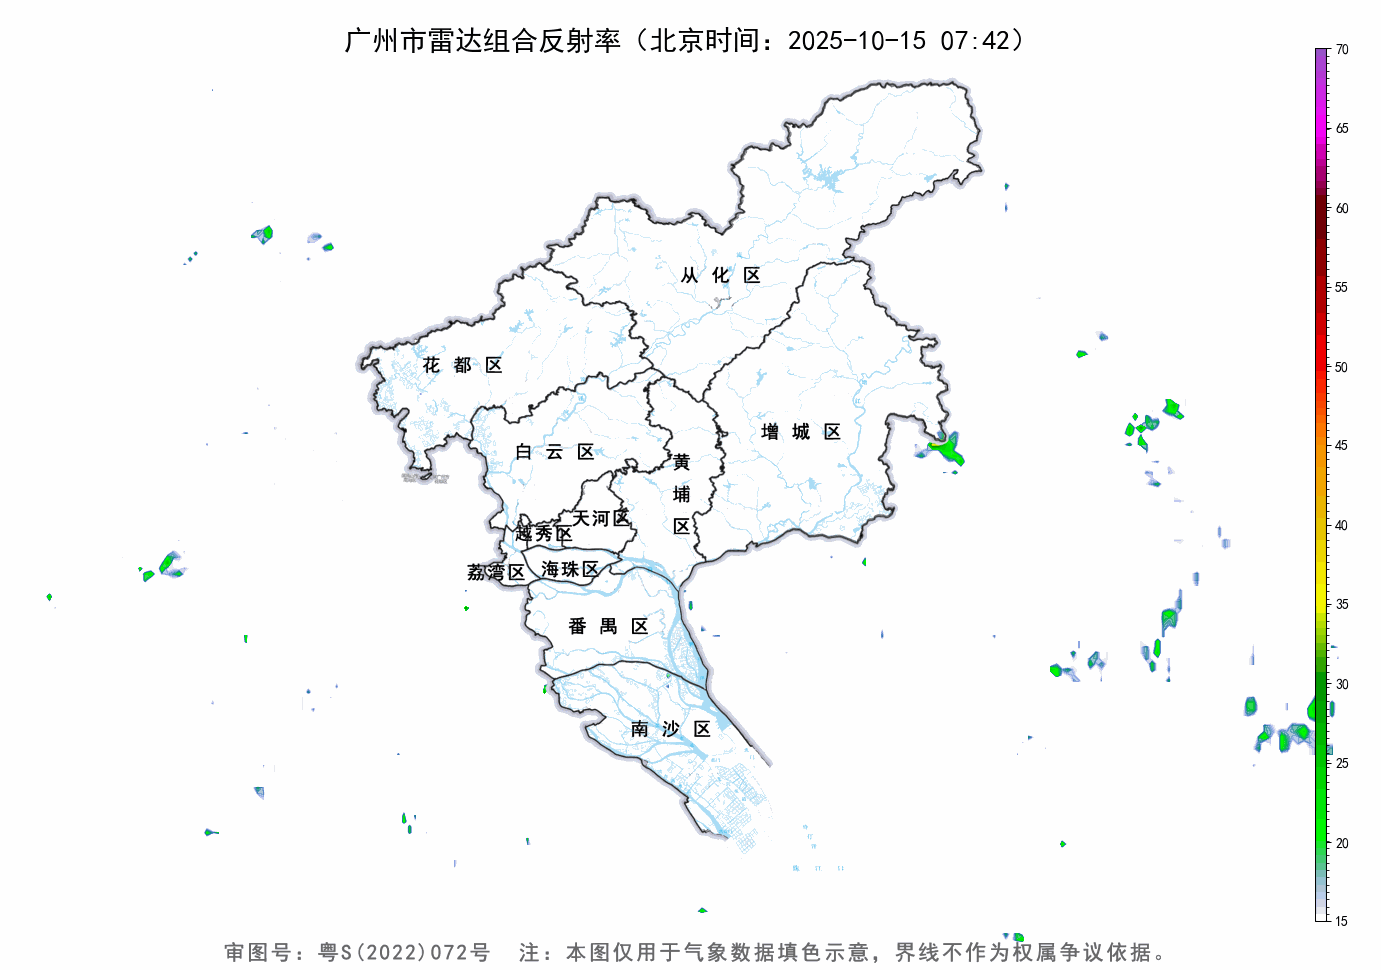 广州市雷达组合反射率（北京时间：2025-10-15 07:42）
70
65
60
55
50
45
40
35
30
25
20
15
从化区
花都区
增城区
白云区
黄埔区
天河区
越秀区
荔湾区
海珠区
番禺区
南沙区
审图号：粤S(2022)072号 注：本图仅用于气象数据填色示意，界线不作为权属争议依据。